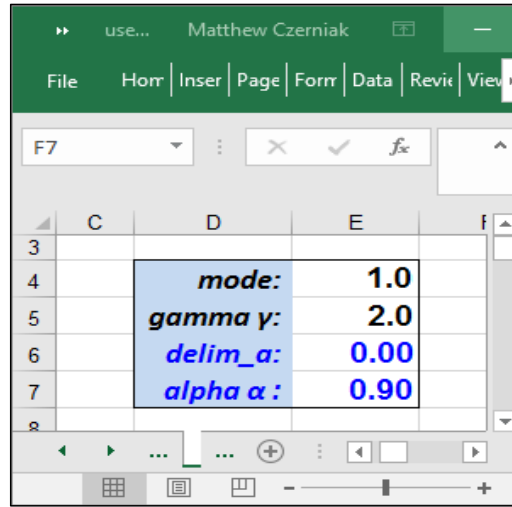 use... Matthew Czerniak
File Hom Inser Page Form Data Revie View
F7 fx
C D E F
3
4 mode: 1.0
5 gamma γ: 2.0
6 delim_a: 0.00
7 alpha α : 0.90
8
... ...